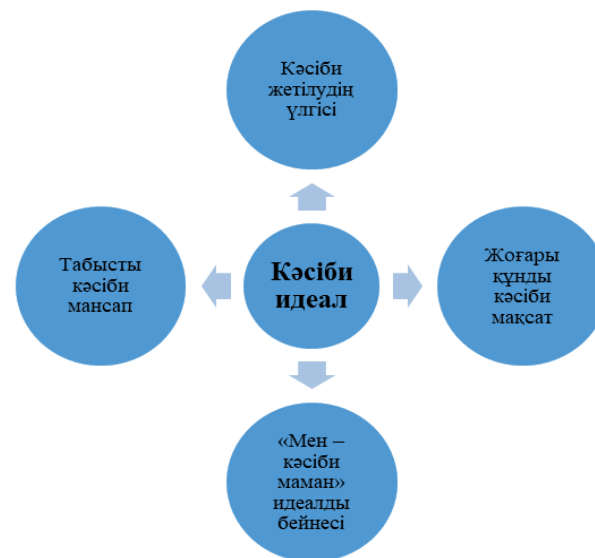 Кәсіби
жетілудің
үлгісі
Табысты
кәсіби
мансап
Кәсіби
идеал
Жоғары
құнды
кәсіби
мақсат
«Мен –
кәсіби
маман»
идеалды
бейнесі